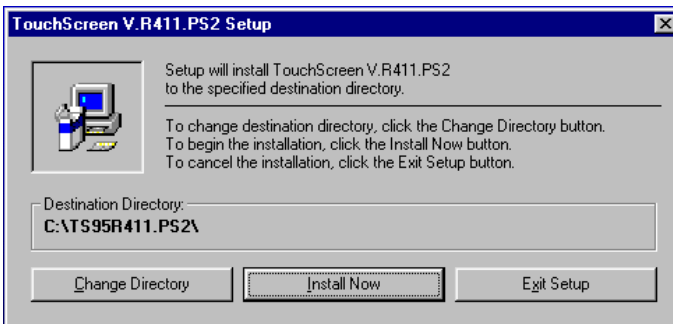 TouchScreen V.R411.PS2 Setup
Setup will install TouchScreen V.R411.PS2
to the specified destination directory.
To change destination directory, click the Change Directory button.
To begin the installation, click the Install Now button.
To cancel the installation, click the Exit Setup button.
Destination Directory:
C:\TS95R411.PS2\
Change Directory
Install Now
Exit Setup